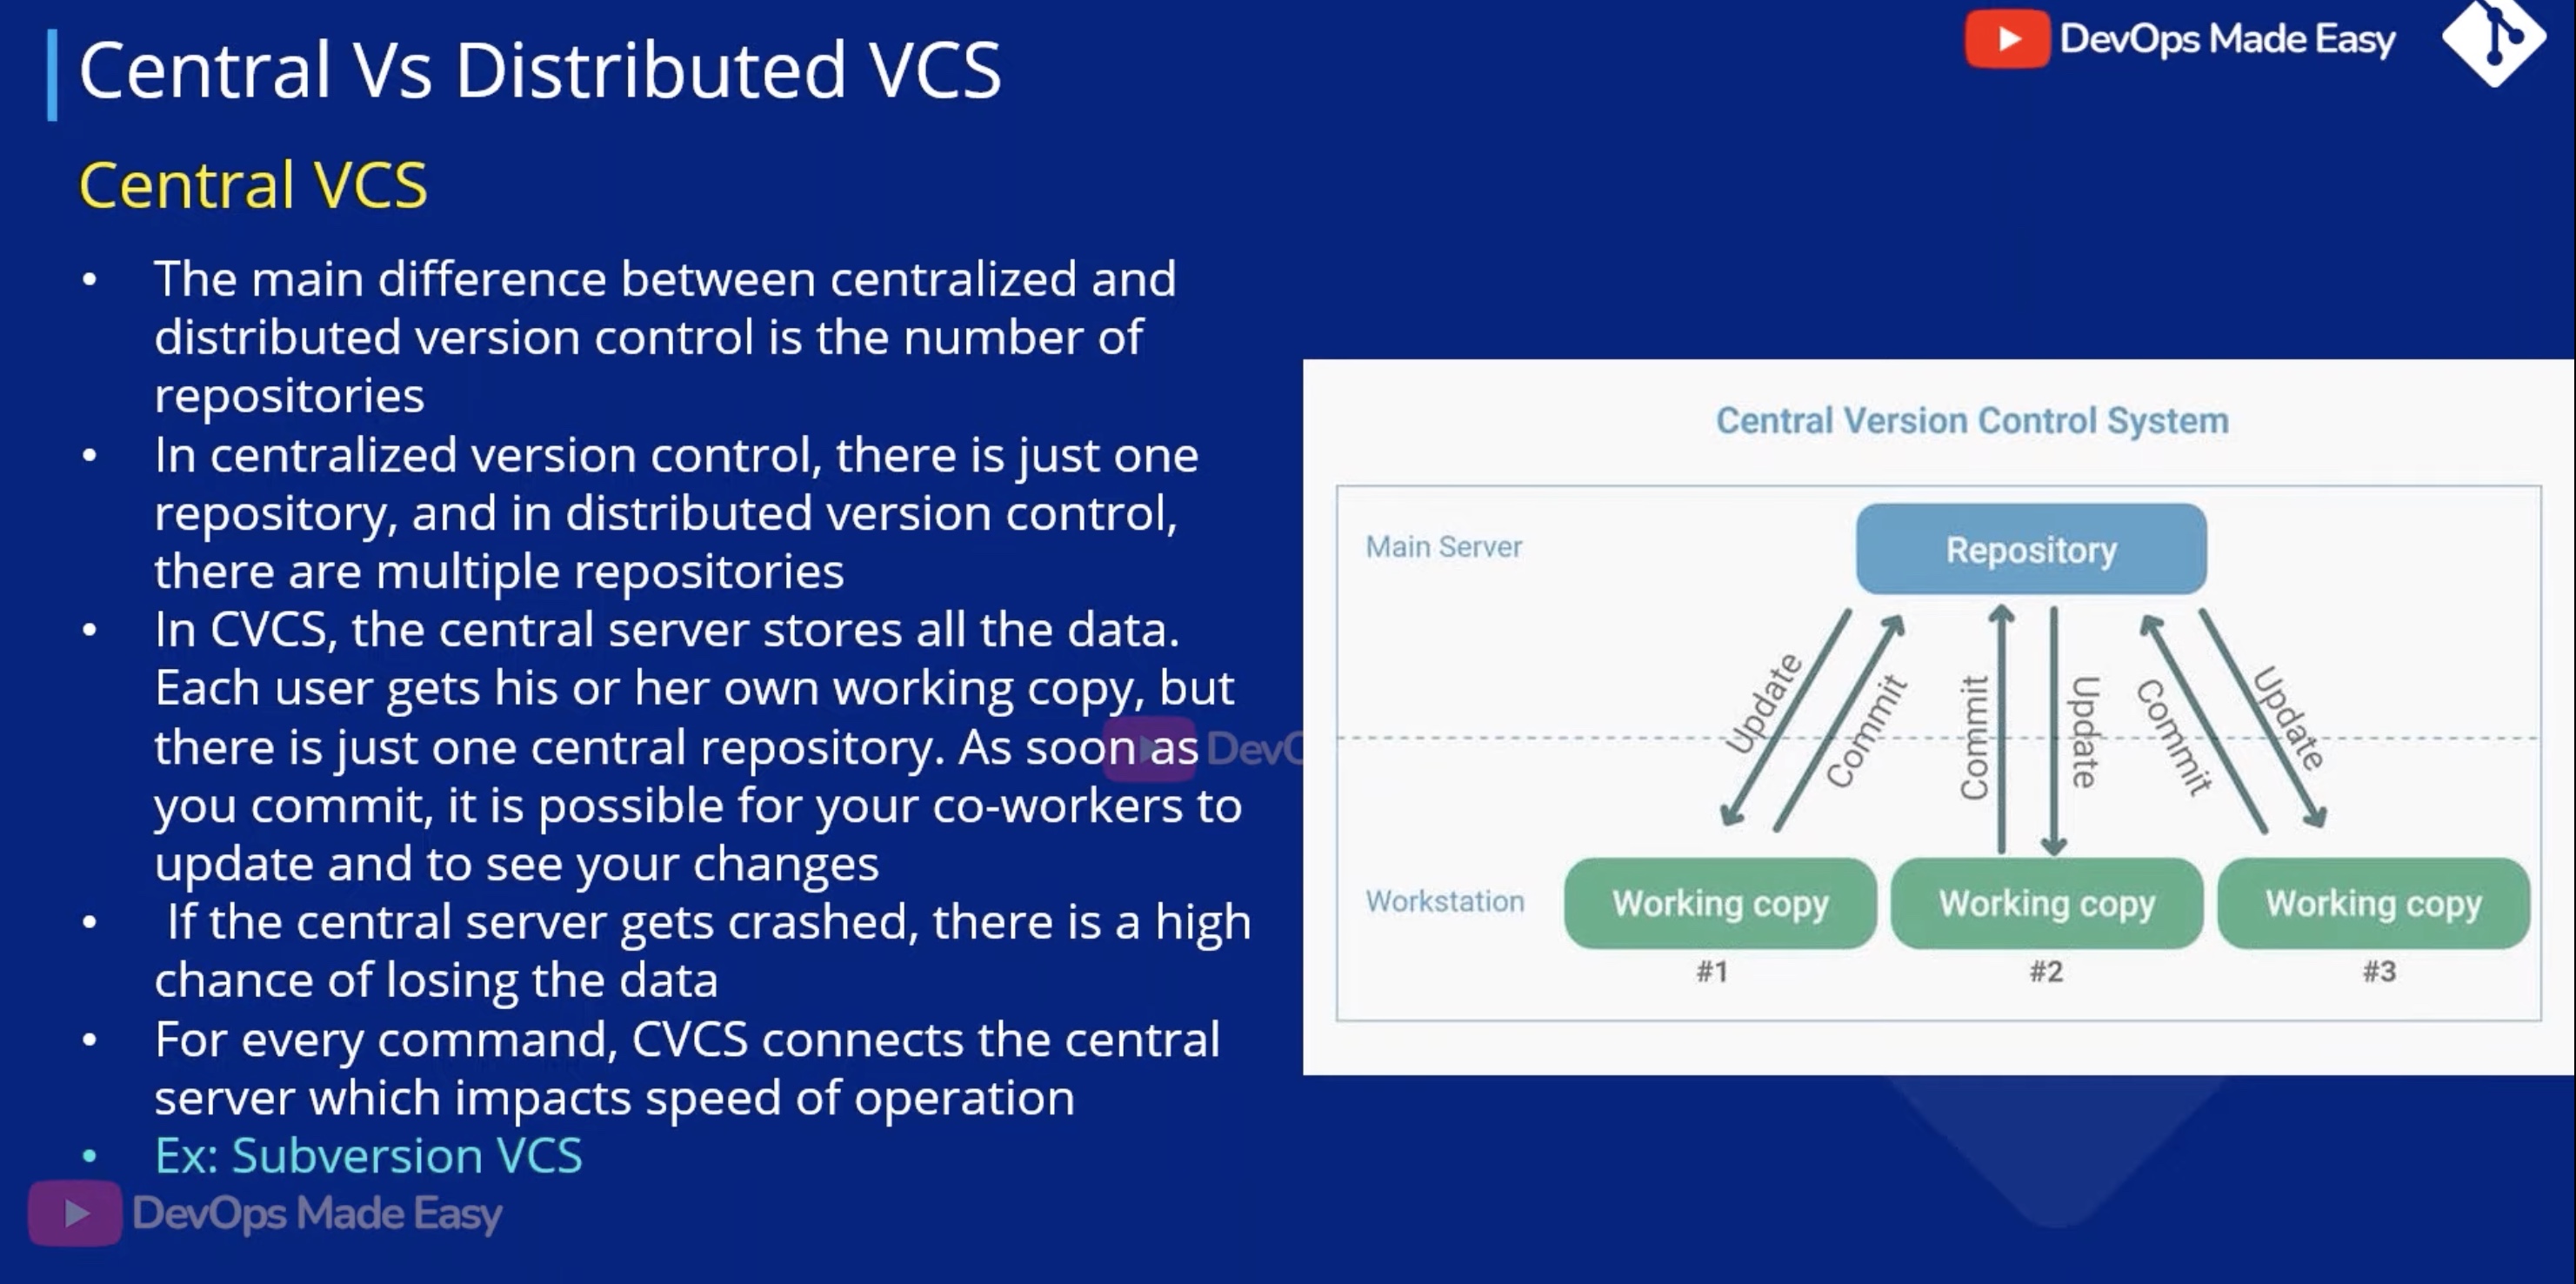 Central Vs Distributed VCS
DevOps Made Easy
Central VCS
• The main difference between centralized and
distributed version control is the number of
repositories
• In centralized version control, there is just one
repository, and in distributed version control,
there are multiple repositories
• In CVCS, the central server stores all the data.
Each user gets his or her own working copy, but
there is just one central repository. As soon as
you commit, it is possible for your co-workers to
update and to see your changes
• If the central server gets crashed, there is a high
chance of losing the data
• For every command, CVCS connects the central
server which impacts speed of operation
• Ex: Subversion VCS
DevO
DevOps Made Easy
Central Version Control System
Main Server
Repository
Update
Commit
Commit
Update
Commit
Update
Workstation
Working copy
Working copy
Working copy
#1
#2
#3